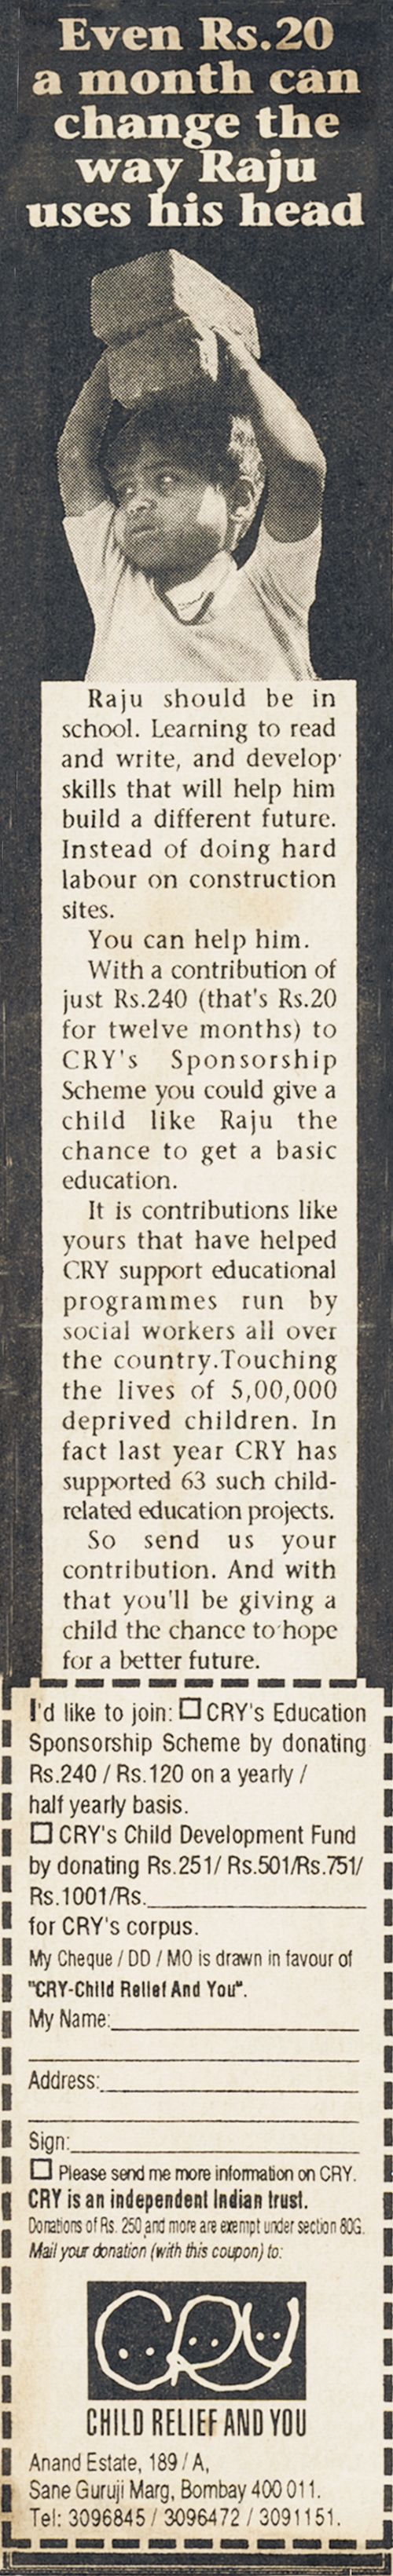 Even Rs.20
a month can
change the
way Raju
uses his head
Raju should be in
school. Learning to read
and write, and develop
skills that will help him
build a different future.
Instead of doing hard
labour on construction
sites.
You can help him.
With a contribution of
just Rs.240 (that's Rs.20
for twelve months) to
CRY's Sponsorship
Scheme you could give a
child like Raju the
chance to get a basic
education.
It is contributions like
yours that have helped
CRY support educational
programmes run by
social workers all over
the country.Touching
the lives of 5,00,000
deprived children. In
fact last year CRY has
supported 63 such child-
related education projects.
So send us your
contribution. And with
that you'll be giving a
child the chance to hope
for a better future.
I'd like to join: ☐ CRY's Education
Sponsorship Scheme by donating
Rs.240 / Rs.120 on a yearly /
half yearly basis.
☐ CRY's Child Development Fund
by donating Rs.251/ Rs.501/Rs.751/
Rs.1001/Rs.____________
for CRY's corpus.
My Cheque / DD / MO is drawn in favour of
"CRY-Child Relief And You".
My Name:____________
Address:____________
Sign:____________
☐ Please send me more information on CRY.
CRY is an independent Indian trust.
Donations of Rs. 250 and more are exempt under section 80G.
Mail your donation (with this coupon) to:
CRY
CHILD RELIEF AND YOU
Anand Estate, 189 / A,
Sane Guruji Marg, Bombay 400 011.
Tel: 3096845 / 3096472 / 3091151.